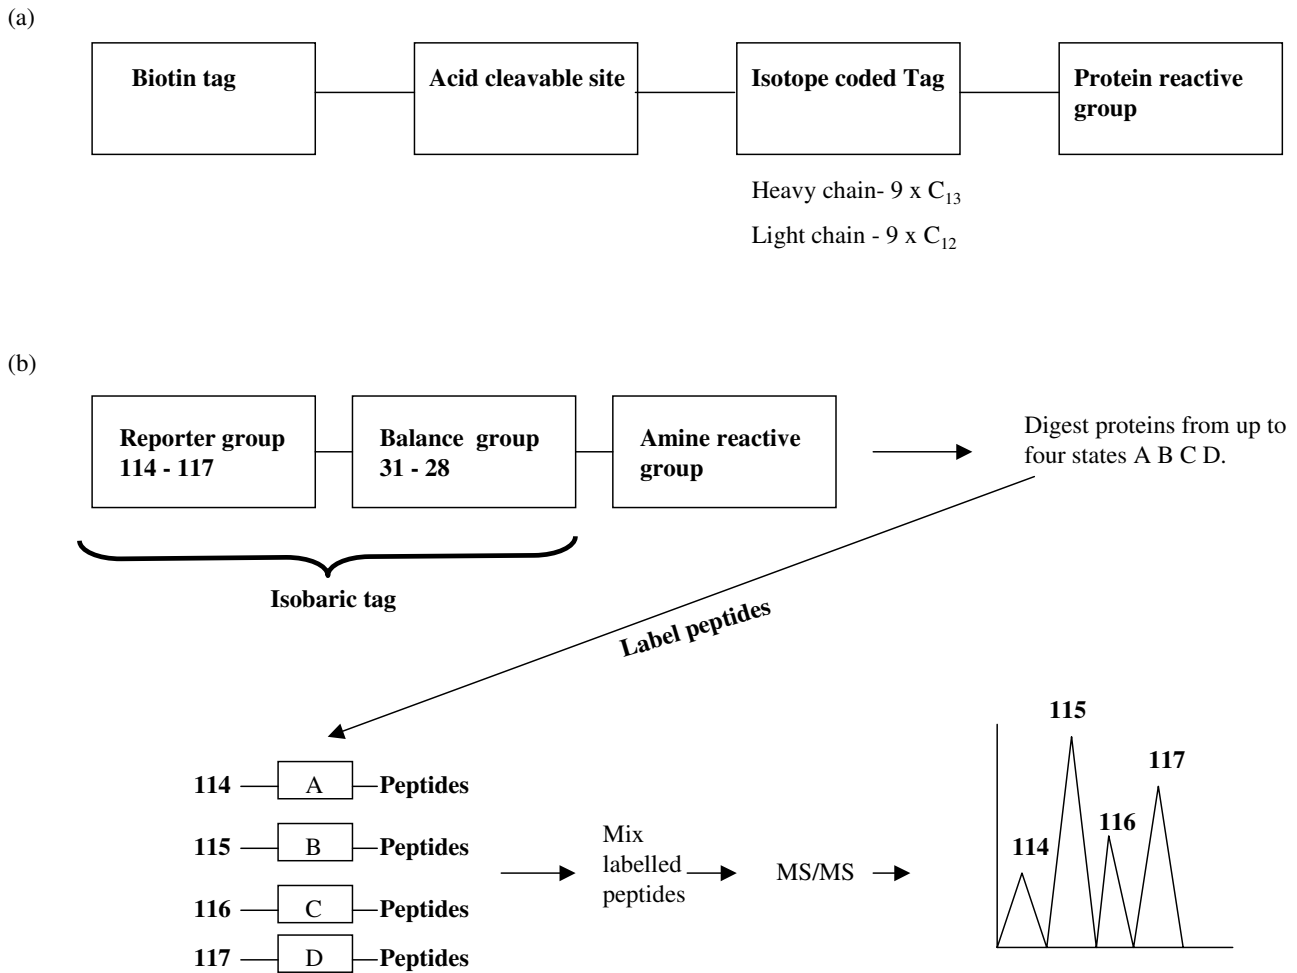 (a)
Biotin tag
Acid cleavable site
Isotope coded Tag
Protein reactive
group
Heavy chain- 9 x C13
Light chain - 9 x C12
(b)
Reporter group
114 - 117
Balance group
31 - 28
Amine reactive
group
Digest proteins from up to
four states A B C D.
Isobaric tag
Label peptides
114 A Peptides
115 B Peptides
116 C Peptides
117 D Peptides
Mix
labelled
peptides
MS/MS
114
115
116
117